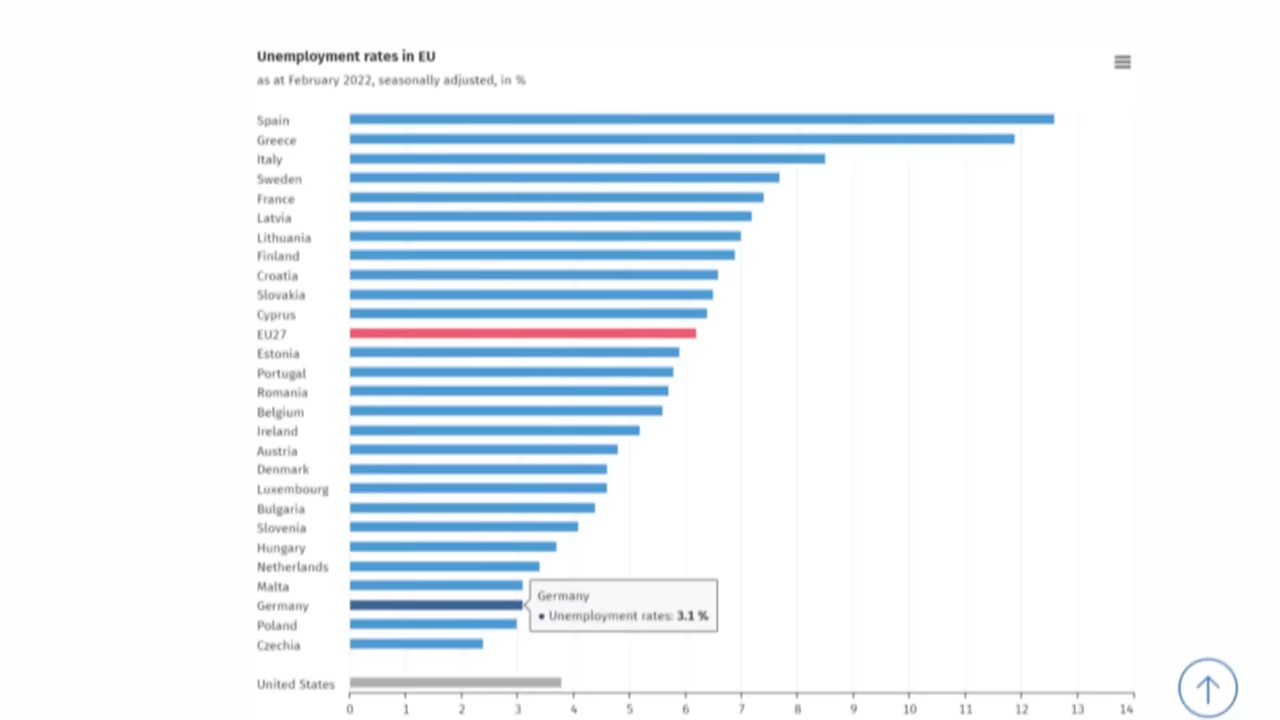 Unemployment rates in EU
as at February 2022, seasonally adjusted, in %
Spain
Greece
Italy
Sweden
France
Latvia
Lithuania
Finland
Croatia
Slovakia
Cyprus
EU27
Estonia
Portugal
Romania
Belgium
Ireland
Austria
Denmark
Luxembourg
Bulgaria
Slovenia
Hungary
Netherlands
Malta
Germany
Poland
Czechia
Germany
• Unemployment rates: 3.1 %
United States
0 1 2 3 4 5 6 7 8 9 10 11 12 13 14